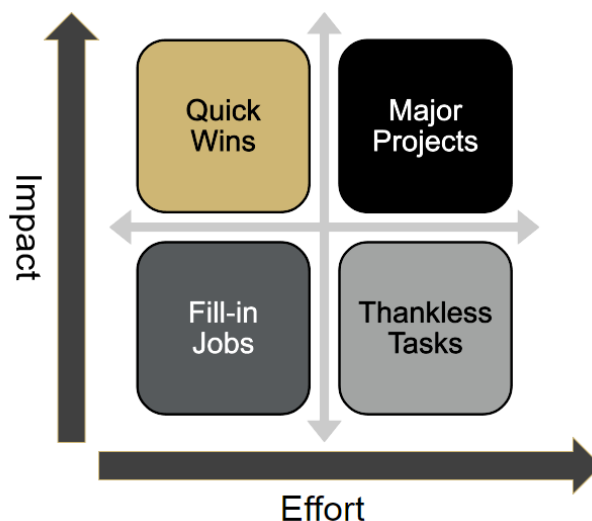 Quick
Wins
Major
Projects
Impact
Fill-in
Jobs
Thankless
Tasks
Effort